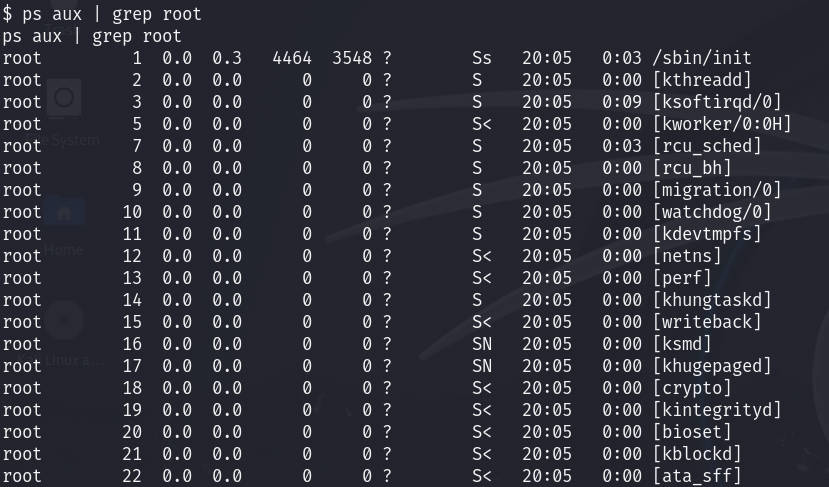 $ ps aux | grep root
ps aux | grep root
root 1 0.0 0.3 4464 3548 ? Ss 20:05 0:03 /sbin/init
root 2 0.0 0.0 0 0 ? S 20:05 0:00 [kthreadd]
root 3 0.0 0.0 0 0 ? S 20:05 0:09 [ksoftirqd/0]
root 5 0.0 0.0 0 0 ? S< 20:05 0:00 [kworker/0:0H]
root 7 0.0 0.0 0 0 ? S 20:05 0:03 [rcu_sched]
root 8 0.0 0.0 0 0 ? S 20:05 0:00 [rcu_bh]
root 9 0.0 0.0 0 0 ? S 20:05 0:00 [migration/0]
root 10 0.0 0.0 0 0 ? S 20:05 0:00 [watchdog/0]
root 11 0.0 0.0 0 0 ? S 20:05 0:00 [kdevtmpfs]
Home
root 12 0.0 0.0 0 0 ? S< 20:05 0:00 [netns]
root 13 0.0 0.0 0 0 ? S< 20:05 0:00 [perf]
root 14 0.0 0.0 0 0 ? S 20:05 0:00 [khungtaskd]
root 15 0.0 0.0 0 0 ? S< 20:05 0:00 [writeback]
root 16 0.0 0.0 0 0 ? SN 20:05 0:00 [ksmd]
root 17 0.0 0.0 0 0 ? SN 20:05 0:00 [khugepaged]
root 18 0.0 0.0 0 0 ? S< 20:05 0:00 [crypto]
root 19 0.0 0.0 0 0 ? S< 20:05 0:00 [kintegrityd]
root 20 0.0 0.0 0 0 ? S< 20:05 0:00 [bioset]
root 21 0.0 0.0 0 0 ? S< 20:05 0:00 [kblockd]
root 22 0.0 0.0 0 0 ? S< 20:05 0:00 [ata_sff]